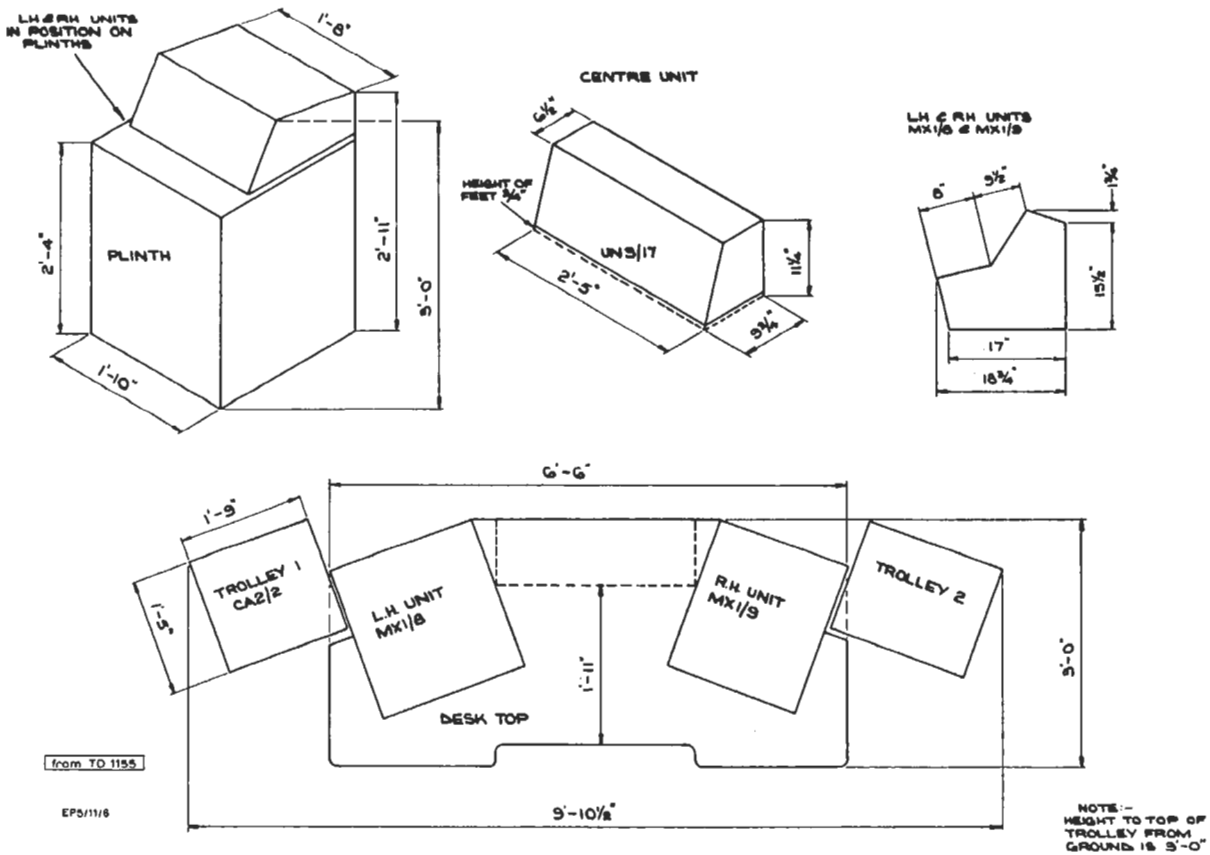 LH & RH UNITS
IN POSITION ON
PLINTHS
1'-8"
PLINTH
2'-4"
2'-11"
3'-0"
1'-10"
CENTRE UNIT
6½"
HEIGHT OF
FEET ¾"
UN3/17
2'-5"
11¼"
9¾"
LH & RH UNITS
MX1/8 & MX1/9
8"
9½"
1¾"
15½"
17"
18¾"
6'-6"
1'-9"
1'-5"
TROLLEY 1
CA2/2
L.H. UNIT
MX1/8
R.H. UNIT
MX1/9
TROLLEY 2
1'-11"
3'-0"
DESK TOP
from TD 1155
EP5/11/6
9'-10½"
NOTE:-
HEIGHT TO TOP OF
TROLLEY FROM
GROUND IS 3'-0"